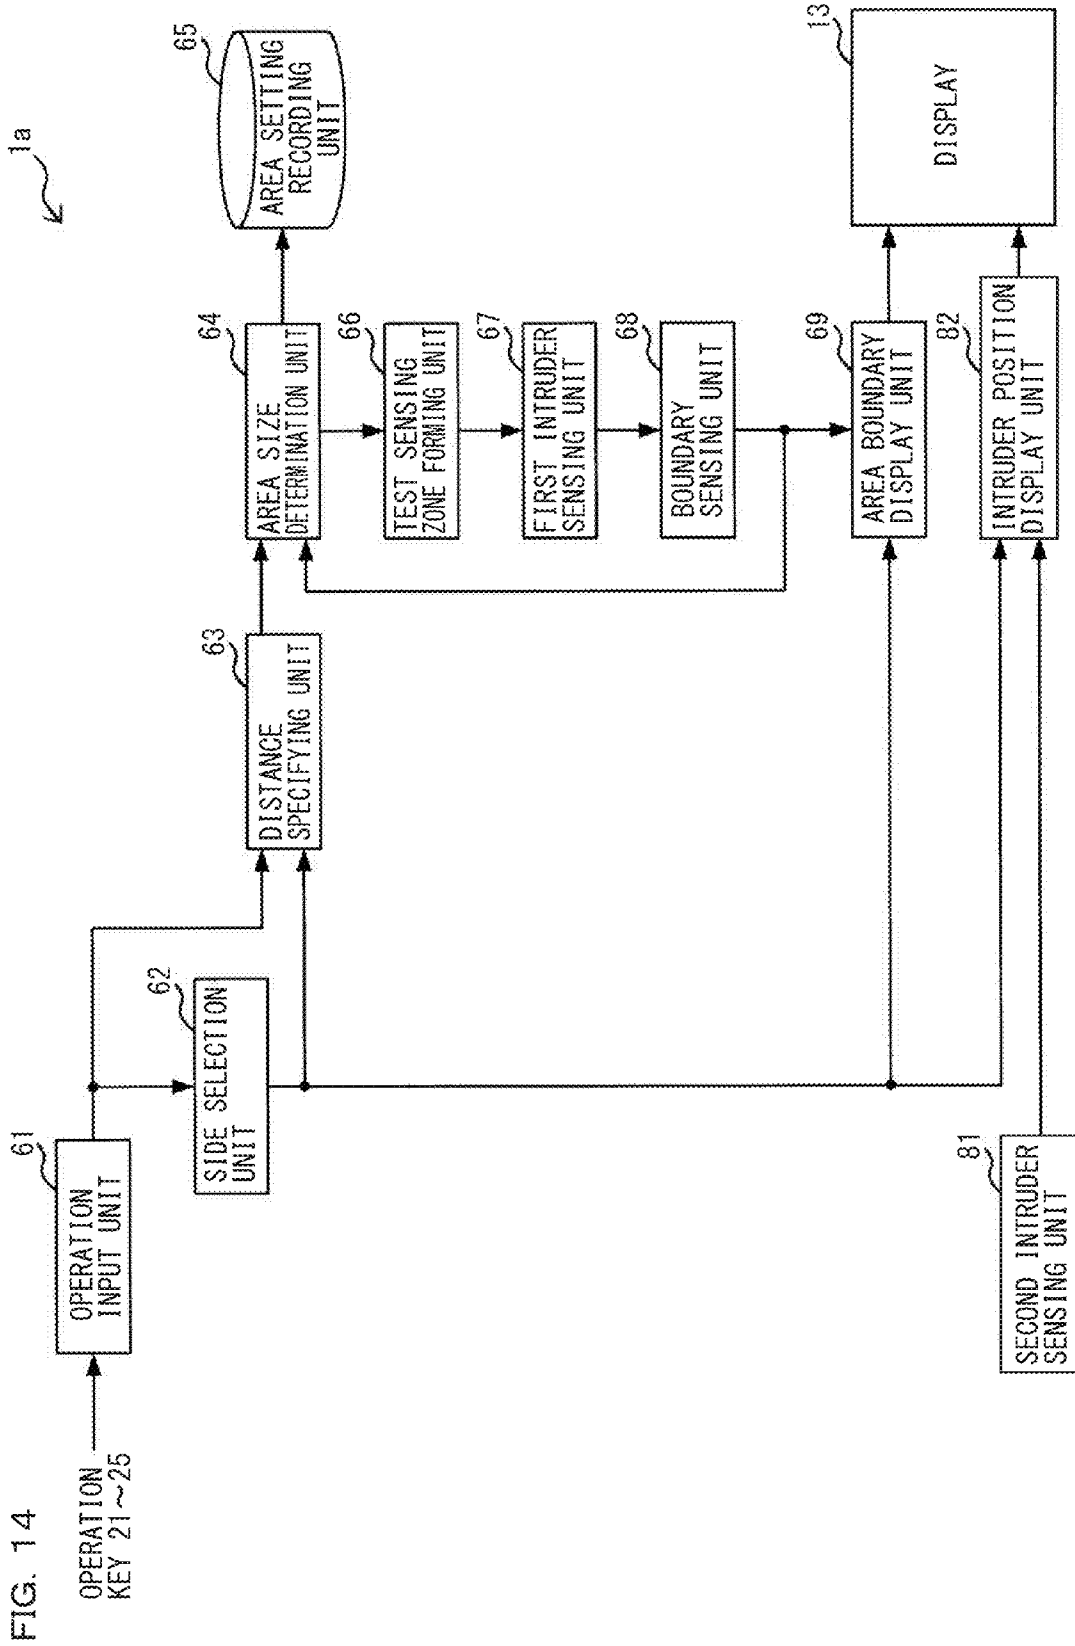 FIG. 14
1a
OPERATION
KEY 21～25
61
OPERATION
INPUT UNIT
62
SIDE SELECTION
UNIT
63
DISTANCE
SPECIFYING UNIT
64
AREA SIZE
DETERMINATION UNIT
65
AREA SETTING
RECORDING
UNIT
66
TEST SENSING
ZONE FORMING UNIT
67
FIRST INTRUDER
SENSING UNIT
68
BOUNDARY
SENSING UNIT
69
AREA BOUNDARY
DISPLAY UNIT
13
DISPLAY
82
INTRUDER POSITION
DISPLAY UNIT
81
SECOND INTRUDER
SENSING UNIT